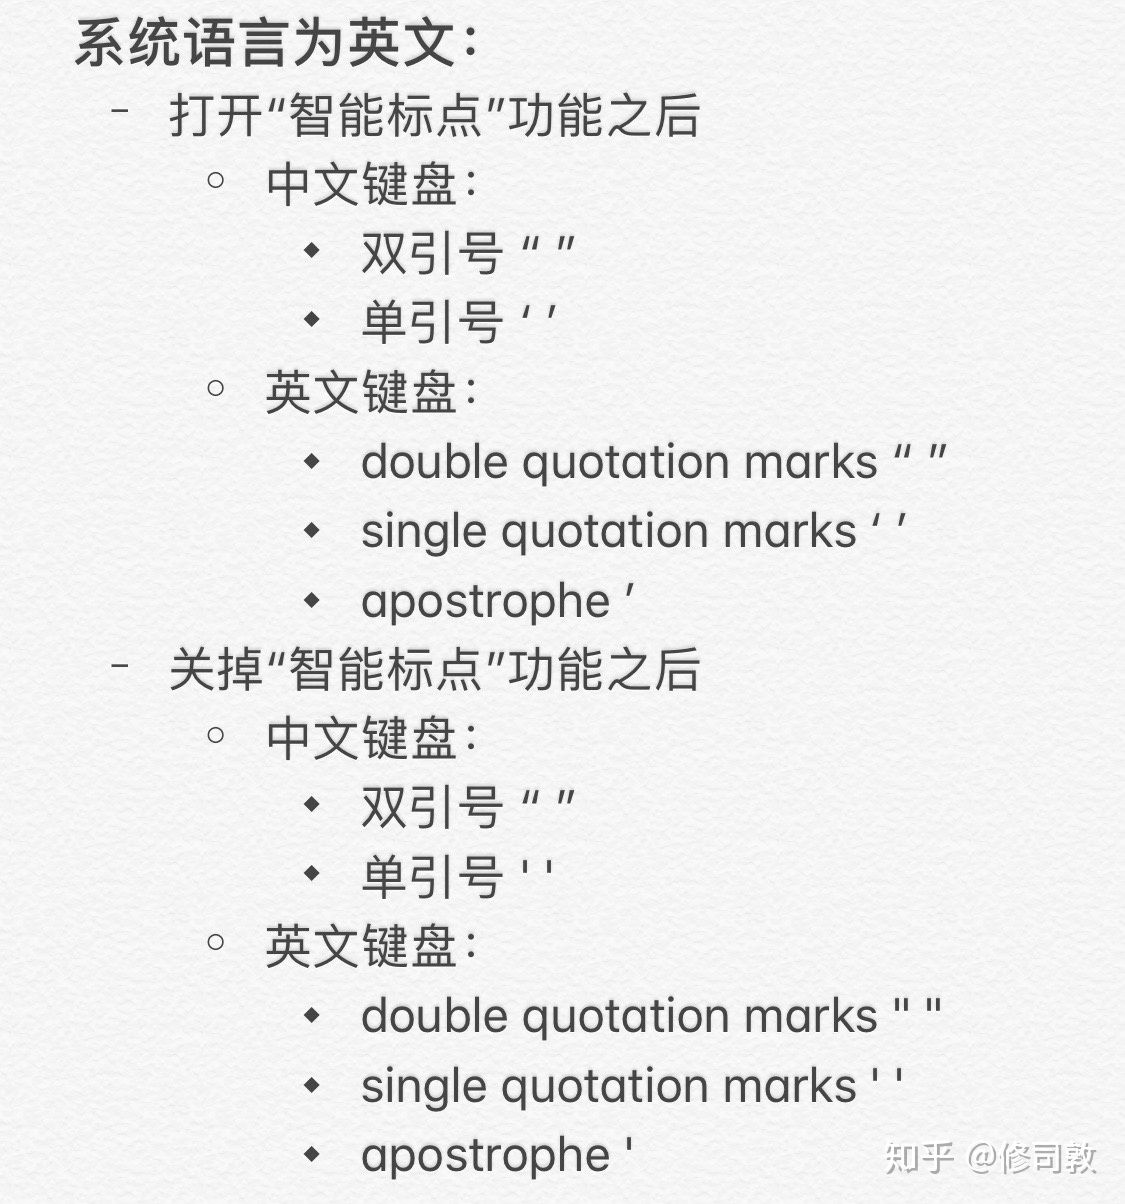 系统语言为英文：
– 打开“智能标点”功能之后
○ 中文键盘：
◆ 双引号 “ ”
◆ 单引号 ‘ ’
○ 英文键盘：
◆ double quotation marks “ ”
◆ single quotation marks ‘ ’
◆ apostrophe ’
– 关掉“智能标点”功能之后
○ 中文键盘：
◆ 双引号 “ ”
◆ 单引号 ' '
○ 英文键盘：
◆ double quotation marks " "
◆ single quotation marks ' '
◆ apostrophe '
知乎 @修司敦